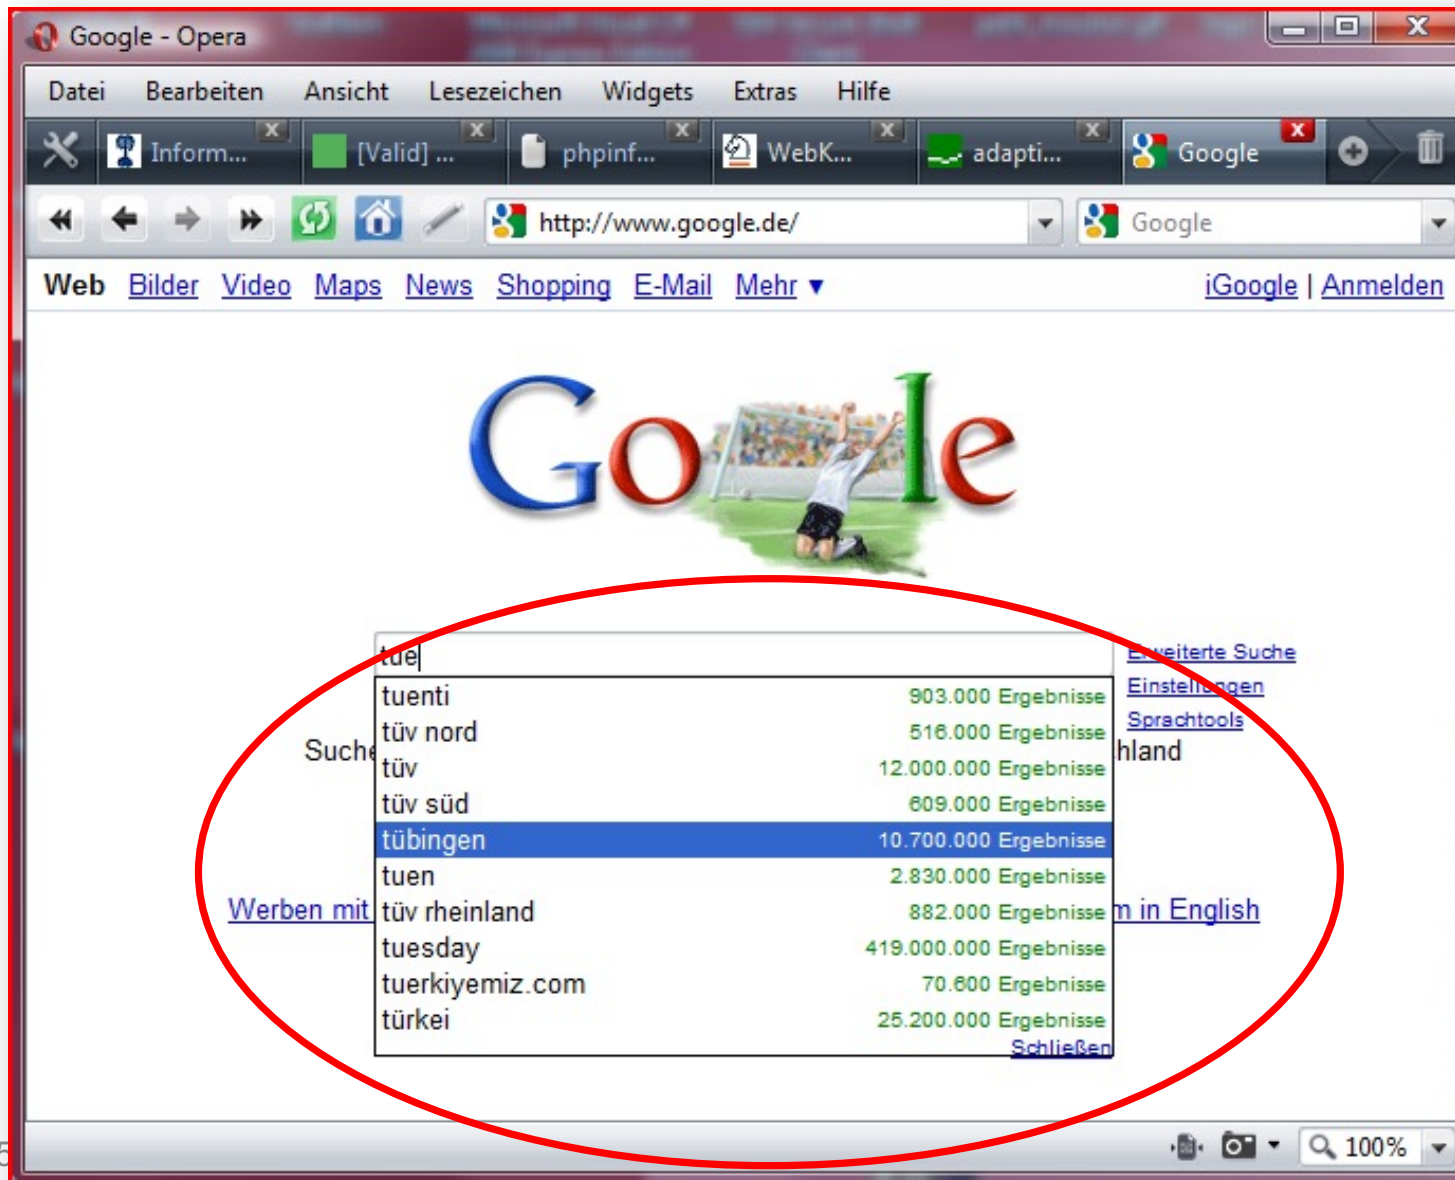 Google - Opera
Datei Bearbeiten Ansicht Lesezeichen Widgets Extras Hilfe
Inform... [Valid] ... phpinf... WebK... adapti... Google
http://www.google.de/ Google
Web Bilder Video Maps News Shopping E-Mail Mehr ▼ iGoogle | Anmelden
Google
tue Erweiterte Suche
tuenti 903.000 Ergebnisse Einstellungen
tüv nord 516.000 Ergebnisse Sprachtools
Suche hland
tüv 12.000.000 Ergebnisse
tüv süd 609.000 Ergebnisse
tübingen 10.700.000 Ergebnisse
tuen 2.830.000 Ergebnisse
Werben mit tüv rheinland 882.000 Ergebnisse m in English
tuesday 419.000.000 Ergebnisse
tuerkiyemiz.com 70.600 Ergebnisse
türkei 25.200.000 Ergebnisse
Schließen
100%